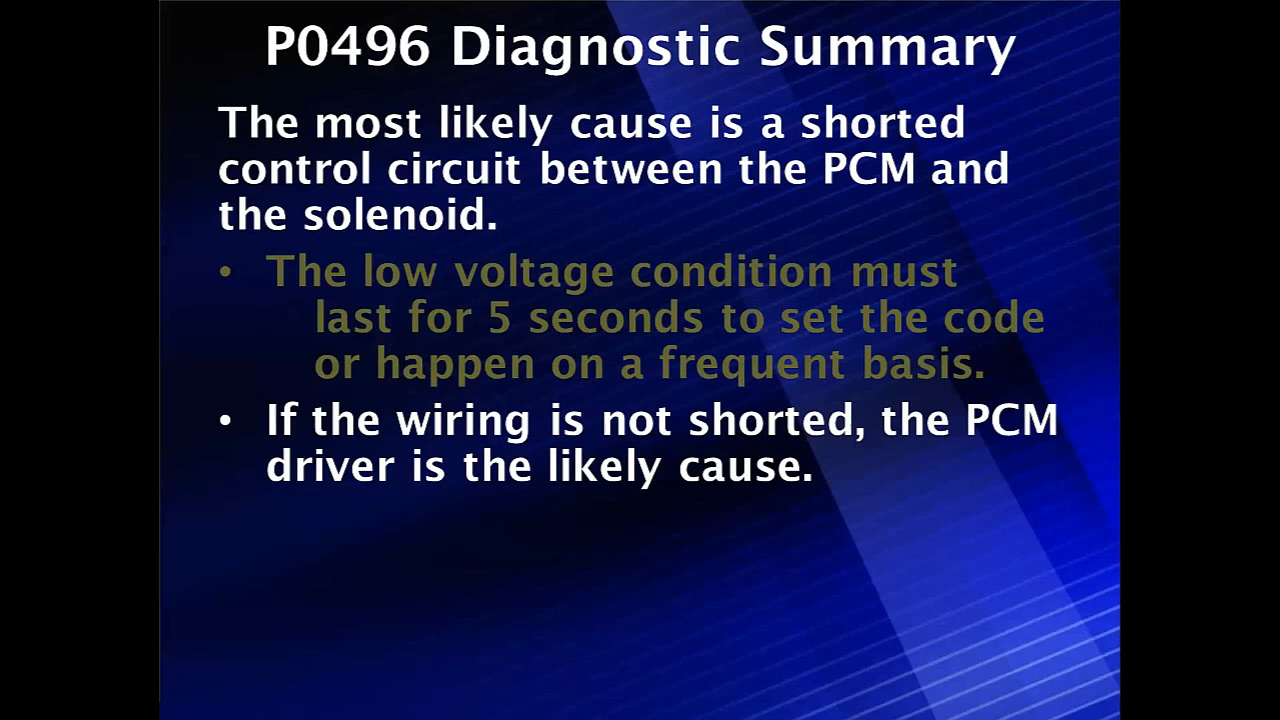 P0496 Diagnostic Summary
The most likely cause is a shorted
control circuit between the PCM and
the solenoid.
• The low voltage condition must
last for 5 seconds to set the code
or happen on a frequent basis.
• If the wiring is not shorted, the PCM
driver is the likely cause.